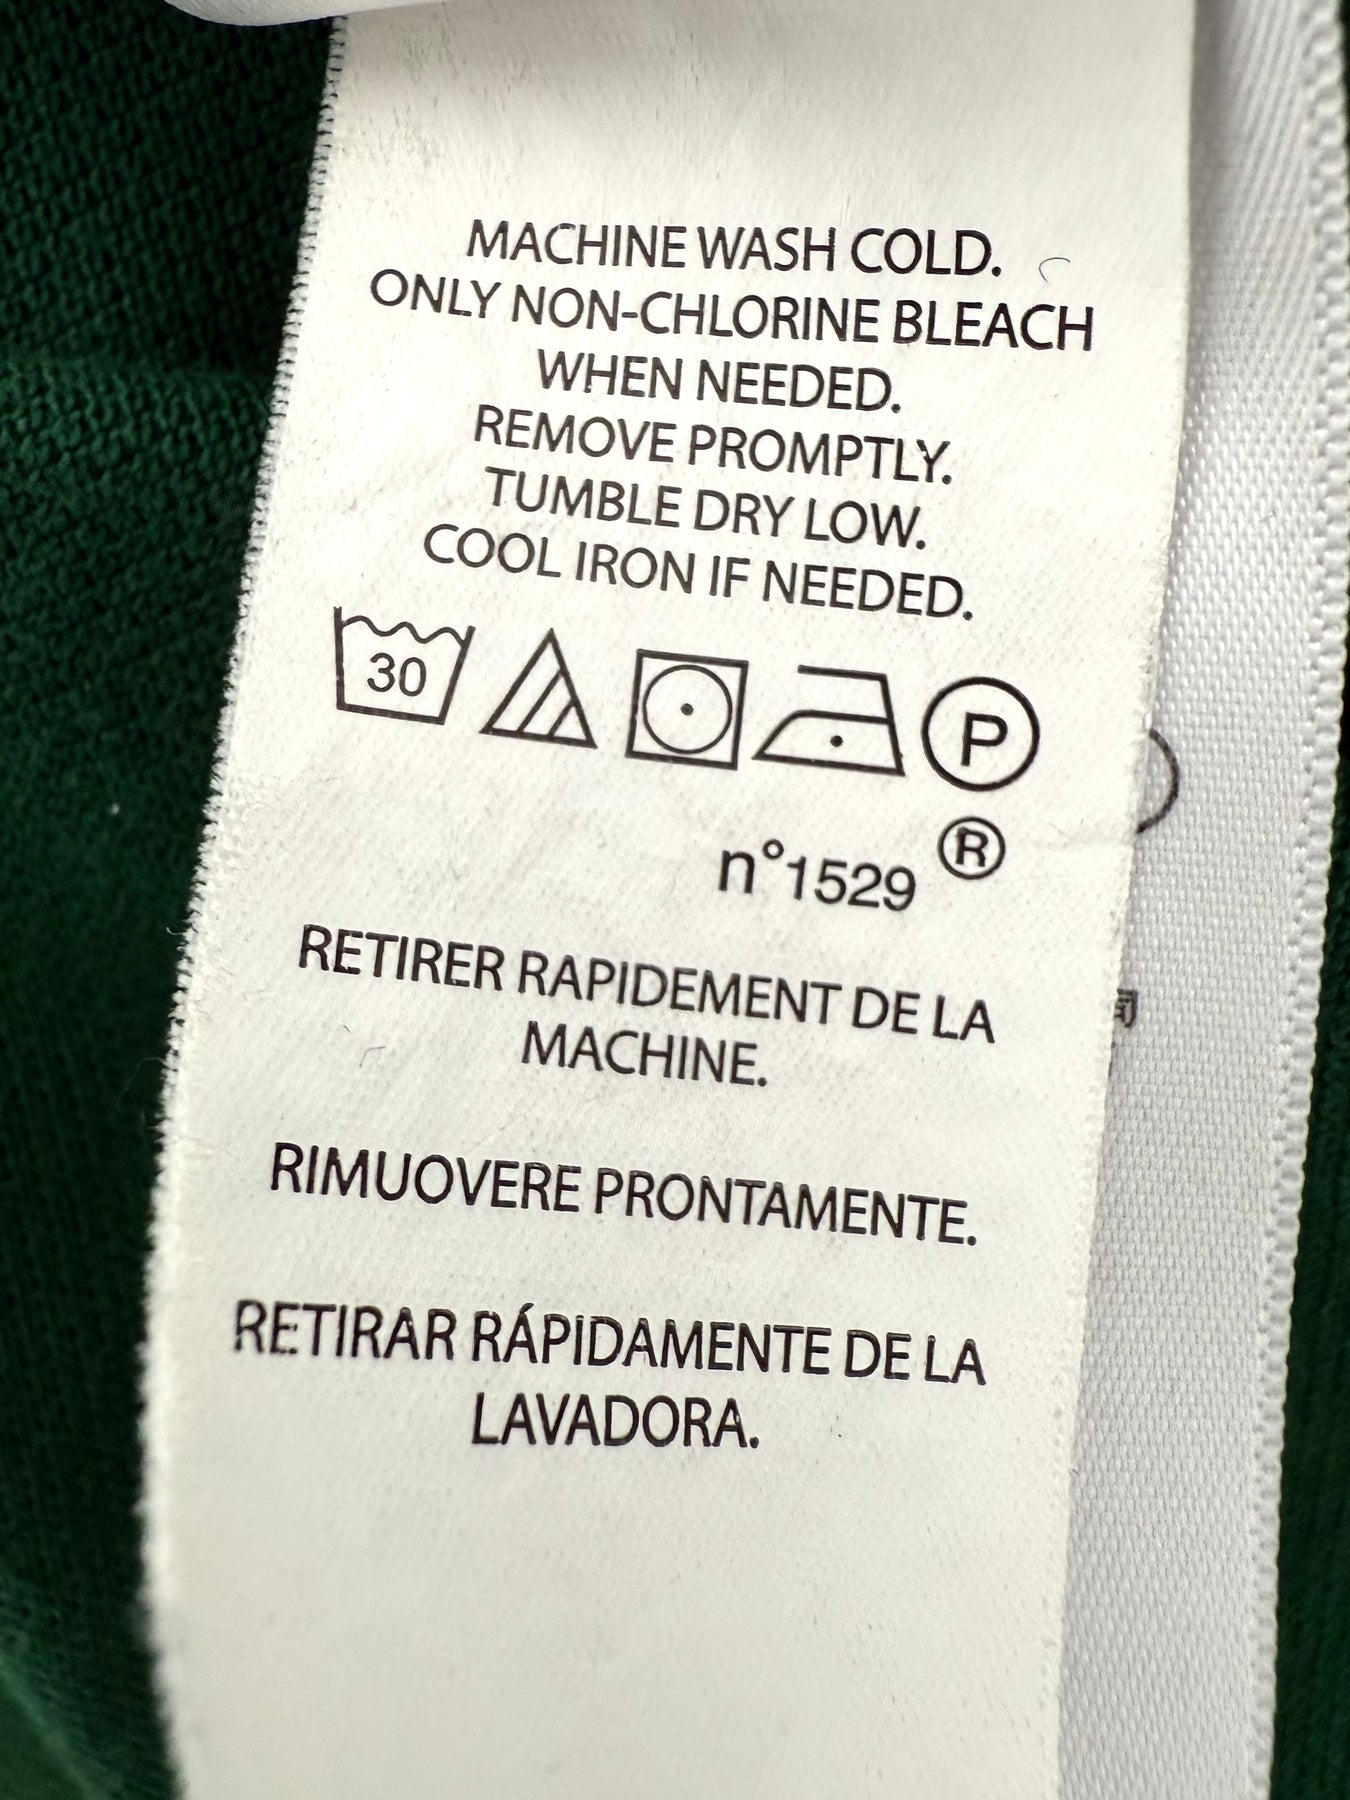 MACHINE WASH COLD.
ONLY NON-CHLORINE BLEACH
WHEN NEEDED.
REMOVE PROMPTLY.
TUMBLE DRY LOW.
COOL IRON IF NEEDED.
30
P
n°1529 ®
RETIRER RAPIDEMENT DE LA
MACHINE.
RIMUOVERE PRONTAMENTE.
RETIRAR RÁPIDAMENTE DE LA
LAVADORA.